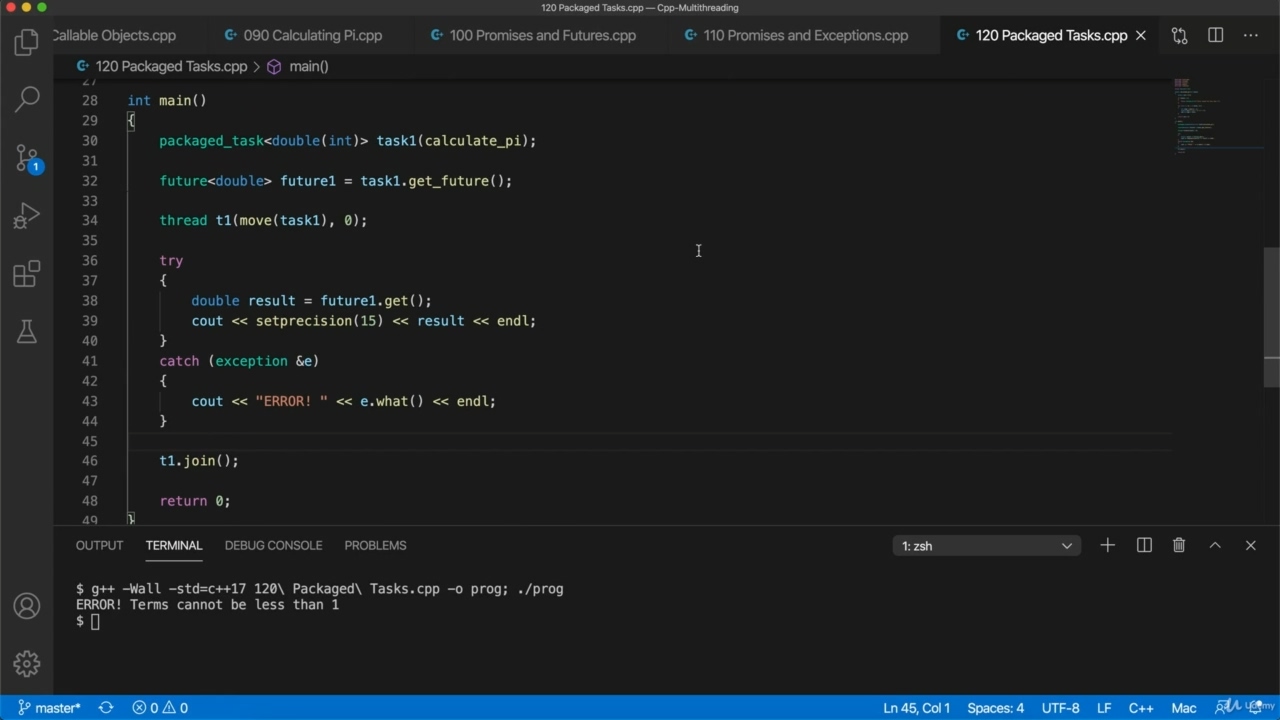 120 Packaged Tasks.cpp — Cpp-Multithreading
Callable Objects.cpp
090 Calculating Pi.cpp
100 Promises and Futures.cpp
110 Promises and Exceptions.cpp
120 Packaged Tasks.cpp
120 Packaged Tasks.cpp > main()
27
28 int main()
29 {
30 packaged_task<double(int)> task1(calculate_pi);
31
32 future<double> future1 = task1.get_future();
33
34 thread t1(move(task1), 0);
35
36 try
37 {
38 double result = future1.get();
39 cout << setprecision(15) << result << endl;
40 }
41 catch (exception &e)
42 {
43 cout << "ERROR! " << e.what() << endl;
44 }
45
46 t1.join();
47
48 return 0;
49 }
1
OUTPUT TERMINAL DEBUG CONSOLE PROBLEMS 1: zsh
$ g++ -Wall -std=c++17 120\ Packaged\ Tasks.cpp -o prog; ./prog
ERROR! Terms cannot be less than 1
$
master* 0 0 Ln 45, Col 1 Spaces: 4 UTF-8 LF C++ Mac
Udemy